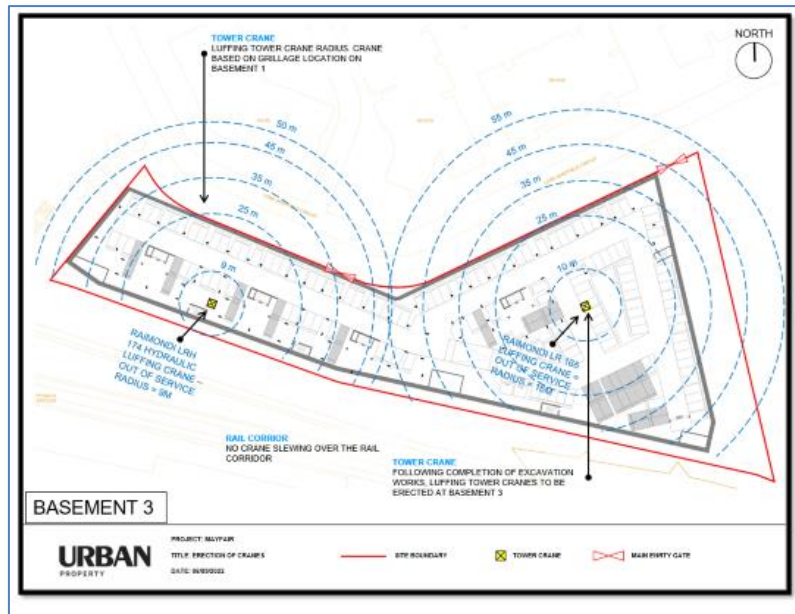 TOWER CRANE
LUFFING TOWER CRANE RADIUS. CRANE
BASED ON GRILLAGE LOCATION ON
BASEMENT 1
NORTH
50 m
45 m
35 m
25 m
9 m
55 m
45 m
35 m
25 m
10 m
RAIMONDI LRH
174 HYDRAULIC
LUFFING CRANE –
OUT OF SERVICE
RADIUS = 9M
RAIMONDI LR 165
LUFFING CRANE –
OUT OF SERVICE
RADIUS =
RAIL CORRIOR
NO CRANE SLEWING OVER THE RAIL
CORRIDOR
TOWER CRANE
FOLLOWING COMPLETION OF EXCAVATION
WORKS, LUFFING TOWER CRANES TO BE
ERECTED AT BASEMENT 3
BASEMENT 3
URBAN
PROPERTY
PROJECT: MAYFAIR
TITLE: ERECTION OF CRANES
SITE BOUNDARY
TOWER CRANE
MAIN ENRTY GATE